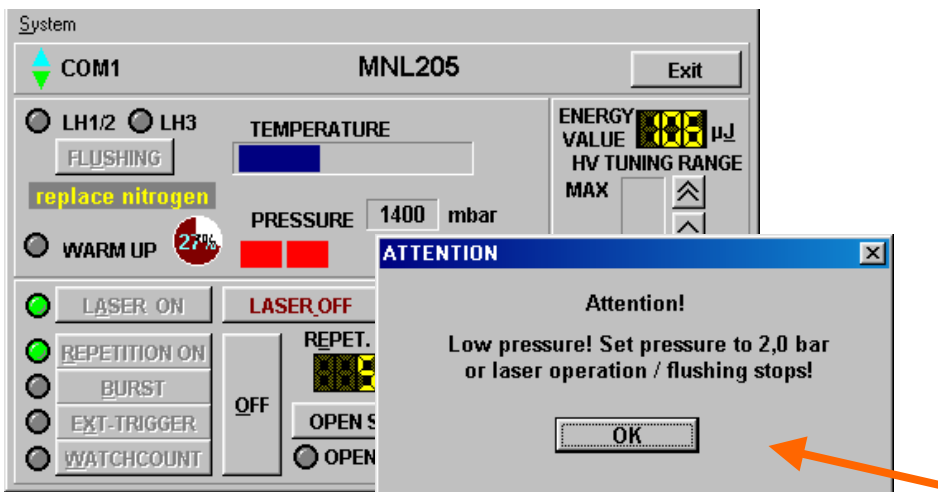 System
COM1 MNL205 Exit
LH1/2 LH3
FLUSHING
replace nitrogen
WARM UP 27%
TEMPERATURE
PRESSURE 1400 mbar
ENERGY
VALUE 106 µJ
HV TUNING RANGE
MAX
LASER ON LASER OFF
REPETITION ON
BURST
EXT-TRIGGER
WATCHCOUNT
OFF
REPET.
OPEN S
OPEN
ATTENTION
Attention!
Low pressure! Set pressure to 2,0 bar
or laser operation / flushing stops!
OK